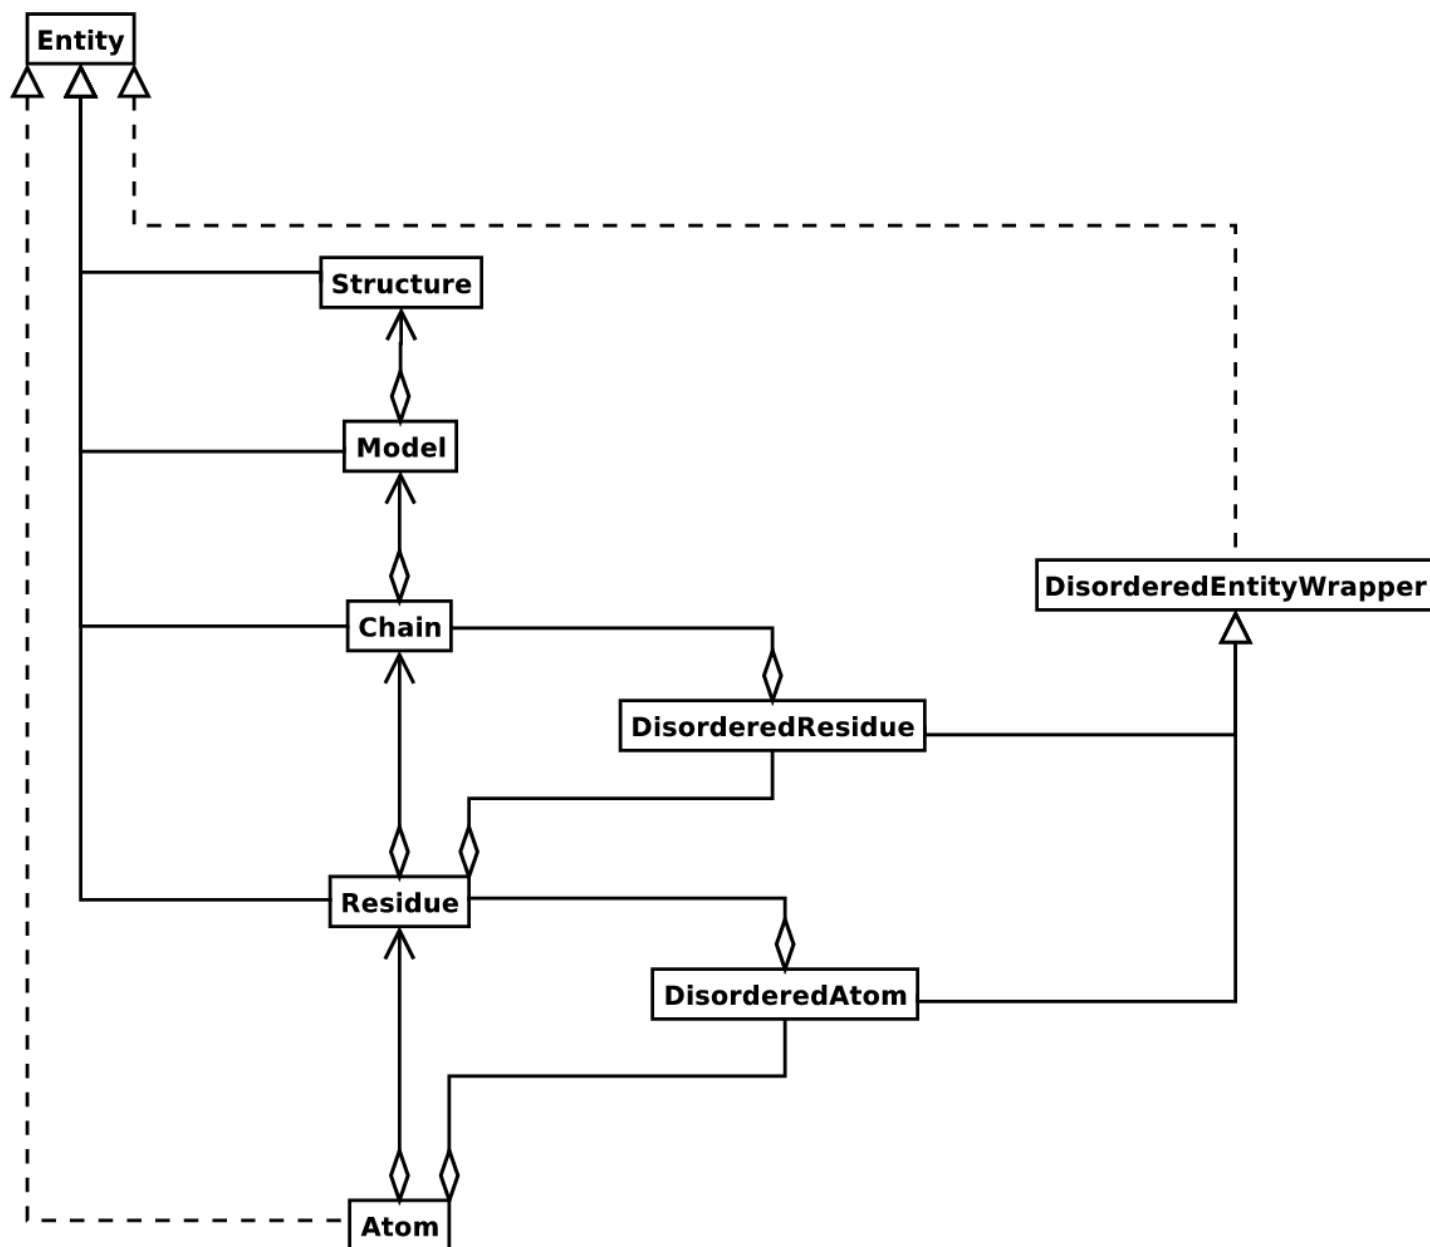 Entity
Structure
Model
DisorderedEntityWrapper
Chain
DisorderedResidue
Residue
DisorderedAtom
Atom